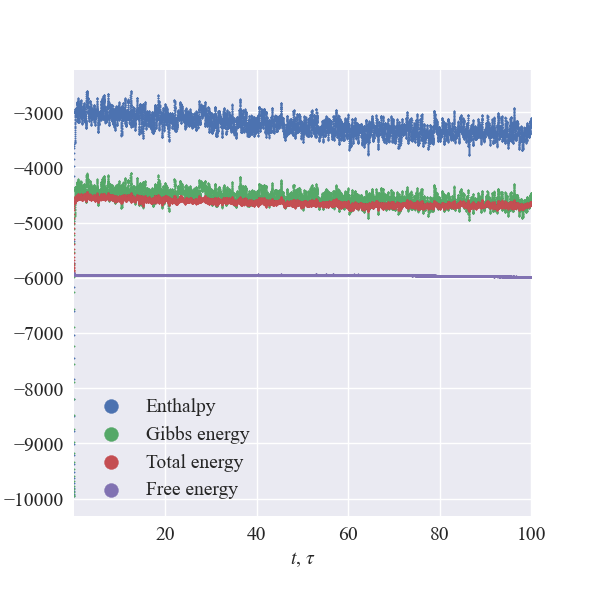 −3000
−4000
−5000
−6000
−7000
−8000
−9000
−10000
Enthalpy
Gibbs energy
Total energy
Free energy
20
40
60
80
100
t, τ